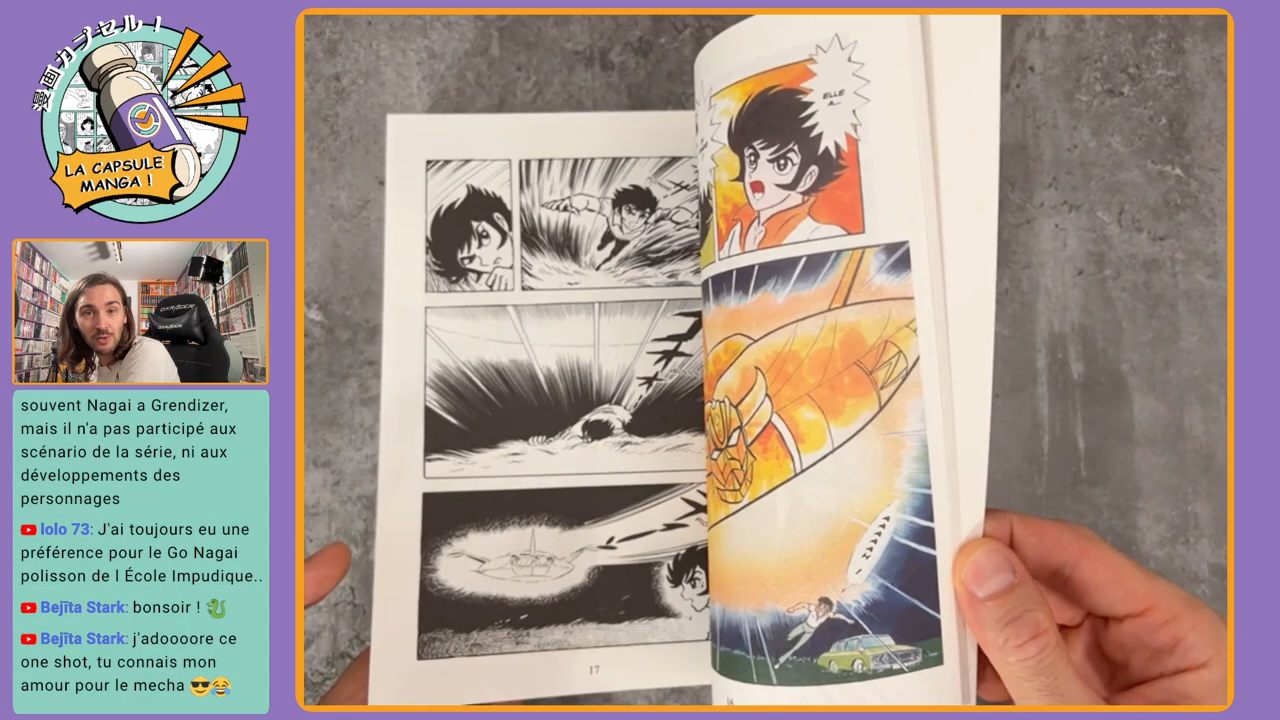 漫画カプセル！
LA CAPSULE
MANGA !
DXRACER
DXRACER
souvent Nagai a Grendizer,
mais il n'a pas participé aux
scénario de la série, ni aux
développements des
personnages
lolo 73: J'ai toujours eu une
préférence pour le Go Nagai
polisson de l École Impudique..
Bejīta Stark: bonsoir ! 🐉
Bejīta Stark: j'adoooore ce
one shot, tu connais mon
amour pour le mecha 😎😂
ELLE
A...
AAAAH !
17